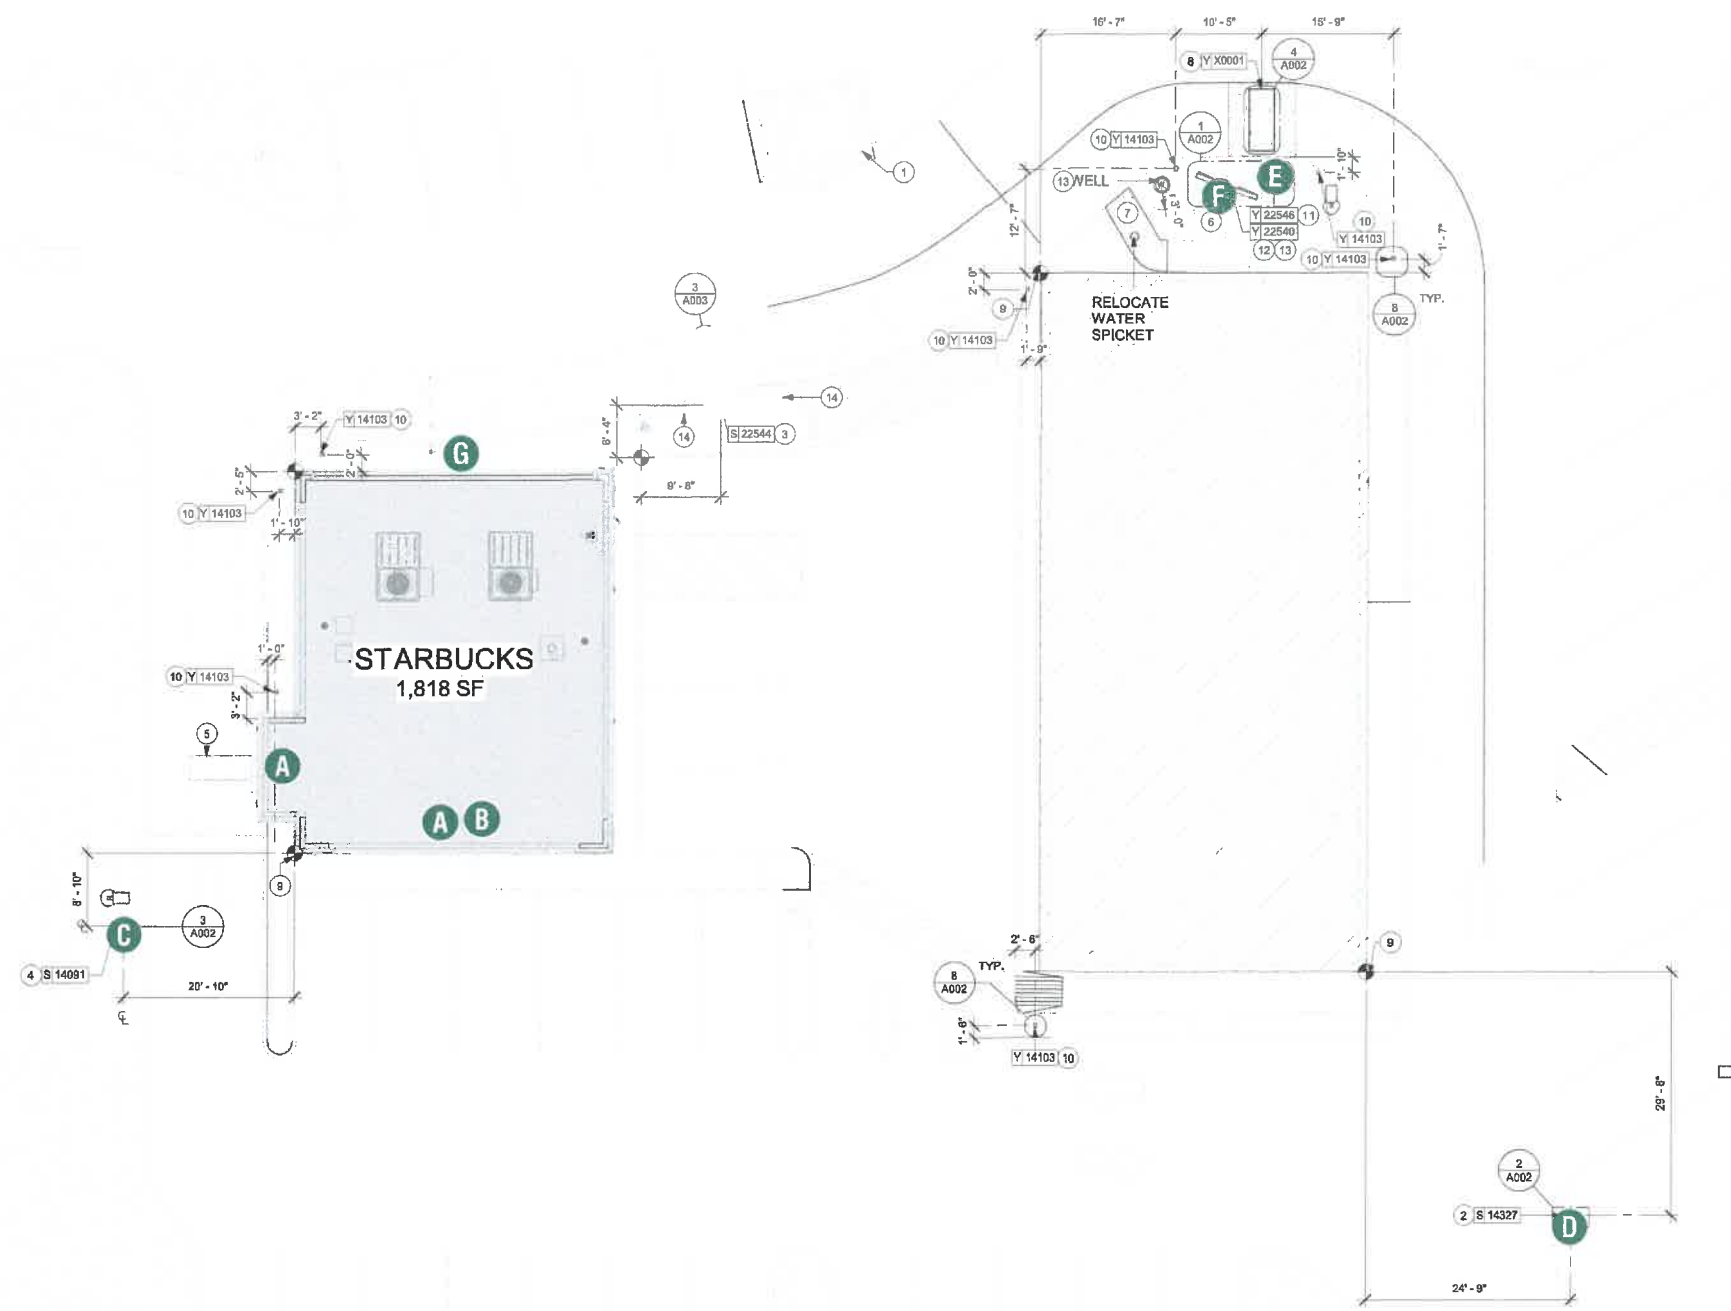 16' - 7"
10' - 5"
15' - 9"
8 Y X0001
4
A002
10 Y 14103
1
A002
1' - 10"
1
13 WELL
E
F
3' - 0"
7
6
Y 22546 11
Y 22540
12 13
10
Y 14103
12' - 7"
10 Y 14103
1' - 7"
TYP.
8
A002
2' - 0"
3
A003
9
RELOCATE
WATER
SPICKET
10 Y 14103
1' - 9"
14
3' - 2"
Y 14103 10
6' - 4"
14
S 22544 3
G
2' - 0"
2' - 5"
9' - 8"
10 Y 14103
1' - 10"
STARBUCKS
1,818 SF
1' - 0"
10 Y 14103
3' - 2"
5
A
A
B
8' - 10"
9
C
3
A002
4 S 14091
20' - 10"
2' - 6"
9
8
A002
TYP.
1' - 6"
Y 14103 10
29' - 8"
2
A002
2 S 14327
D
24' - 9"